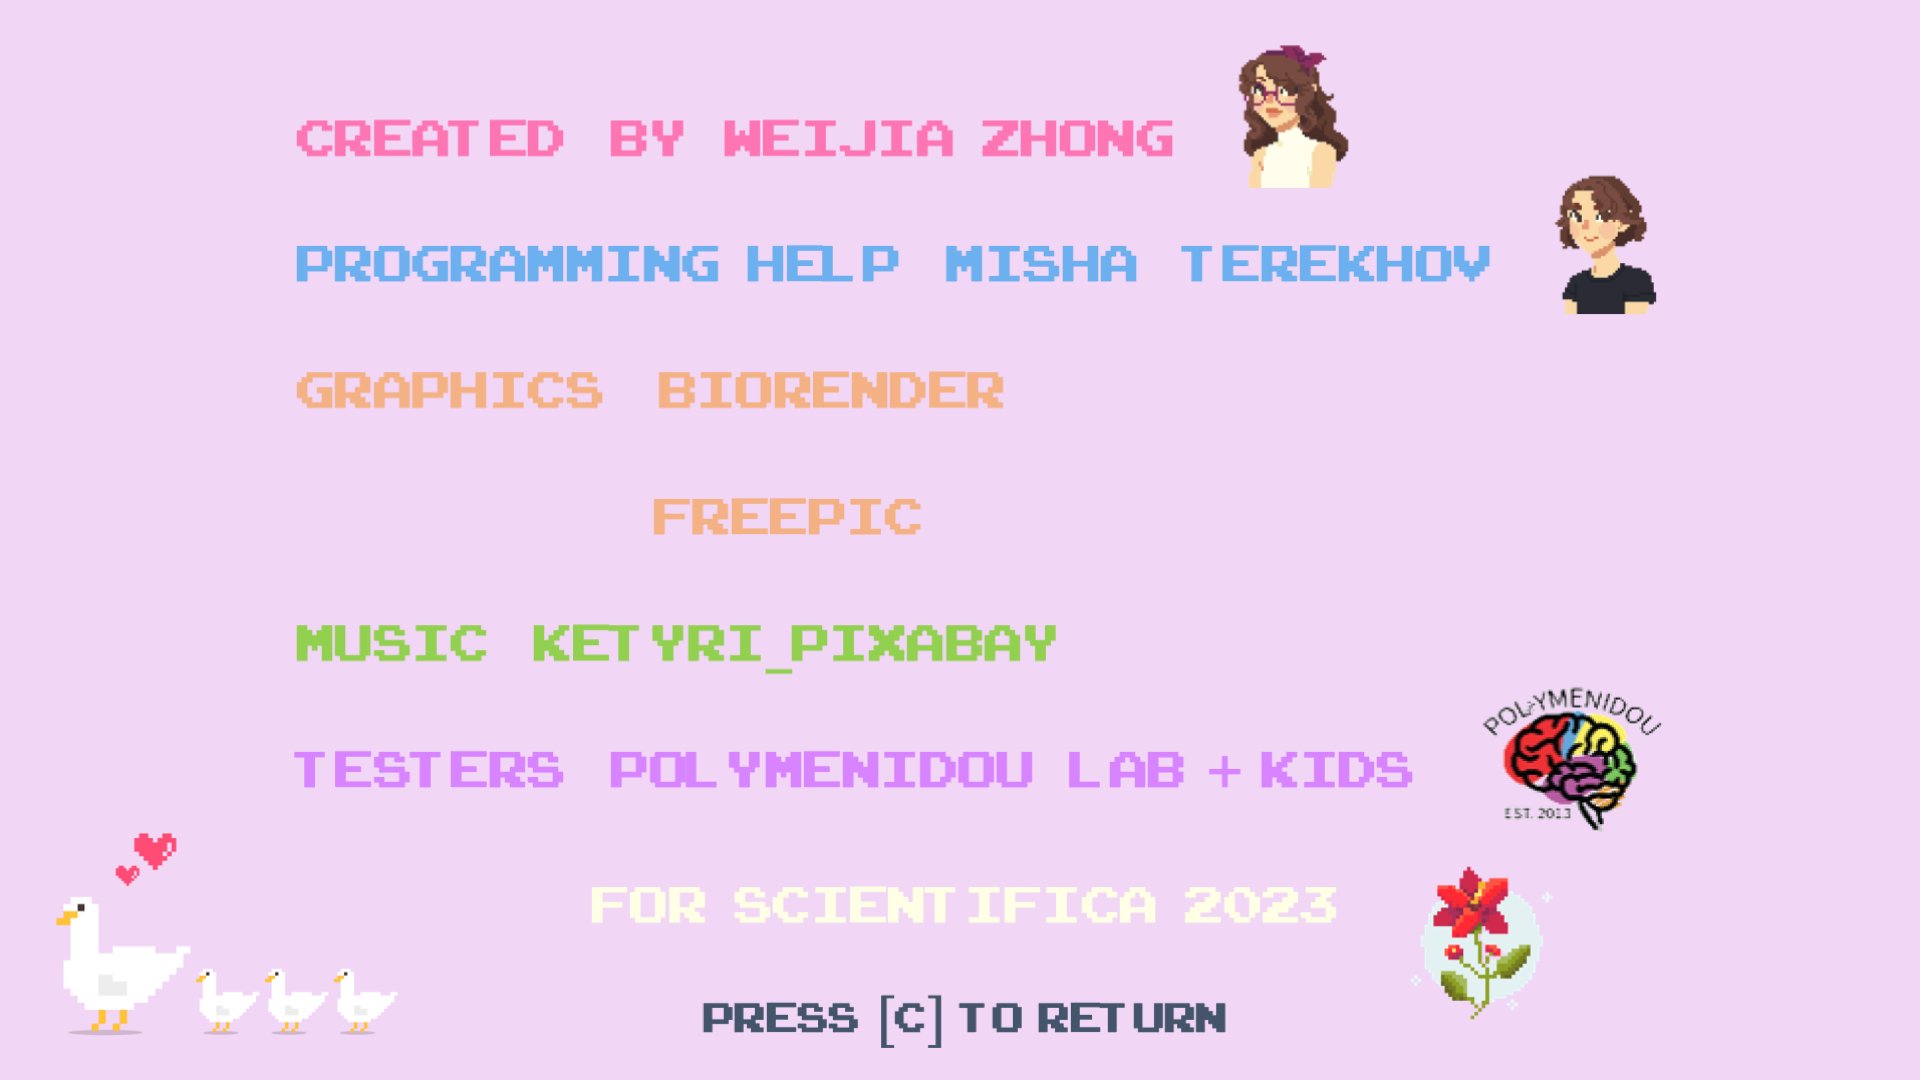 CREATED BY WEIJIA ZHONG
PROGRAMMING HELP MISHA TEREKHOV
GRAPHICS BIORENDER
FREEPIC
MUSIC KETYRI_PIXABAY
POLYMENIDOU
TESTERS POLYMENIDOU LAB + KIDS
EST. 2013
FOR SCIENTIFICA 2023
PRESS [C] TO RETURN